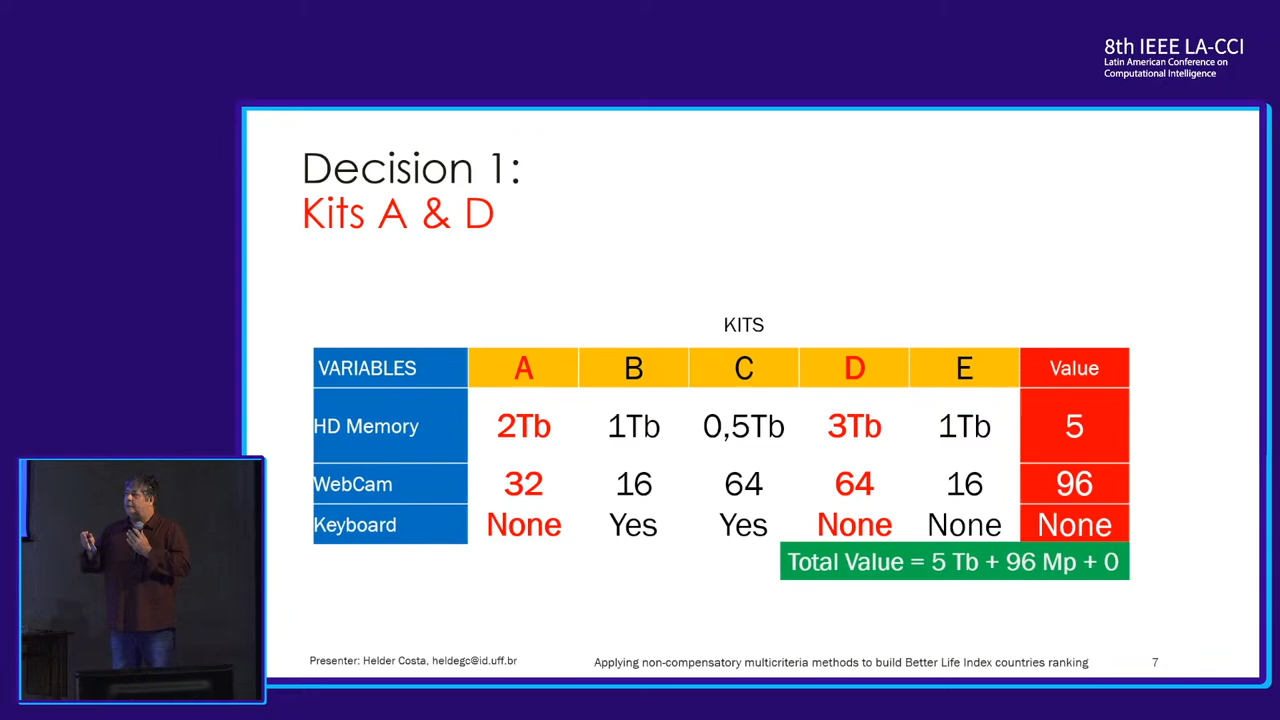 8th IEEE LA-CCI
Latin American Conference on
Computational Intelligence
Decision 1:
Kits A & D
KITS
VARIABLES A B C D E Value
HD Memory 2Tb 1Tb 0,5Tb 3Tb 1Tb 5
WebCam 32 16 64 64 16 96
Keyboard None Yes Yes None None None
Total Value = 5 Tb + 96 Mp + 0
Presenter: Helder Costa, heldegc@id.uff.br Applying non-compensatory multicriteria methods to build Better Life Index countries ranking 7